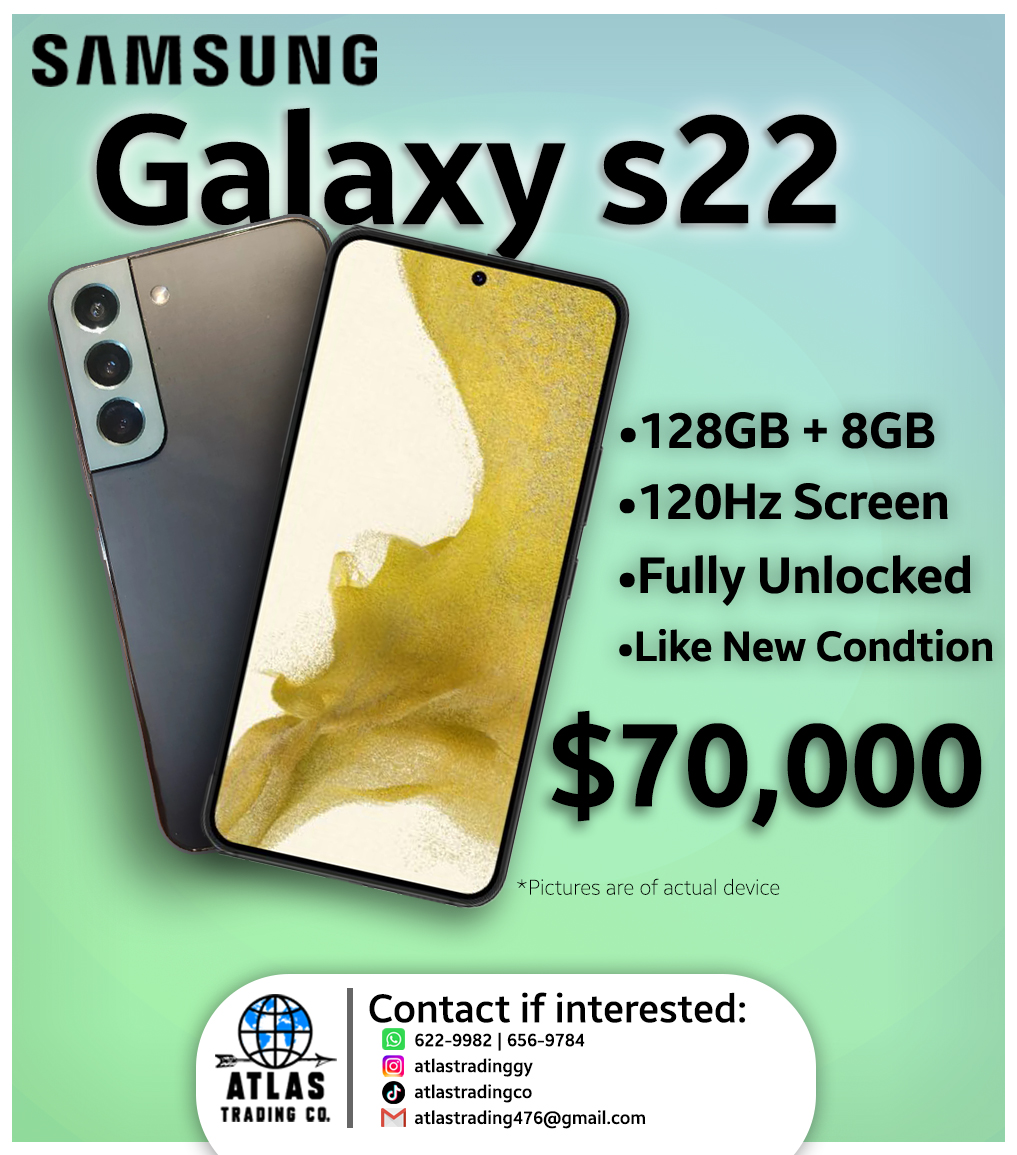 SAMSUNG
Galaxy s22
•128GB + 8GB
•120Hz Screen
•Fully Unlocked
•Like New Condtion
$70,000
*Pictures are of actual device
ATLAS
TRADING CO.
Contact if interested:
622-9982 | 656-9784
atlastradinggy
atlastradingco
atlastrading476@gmail.com